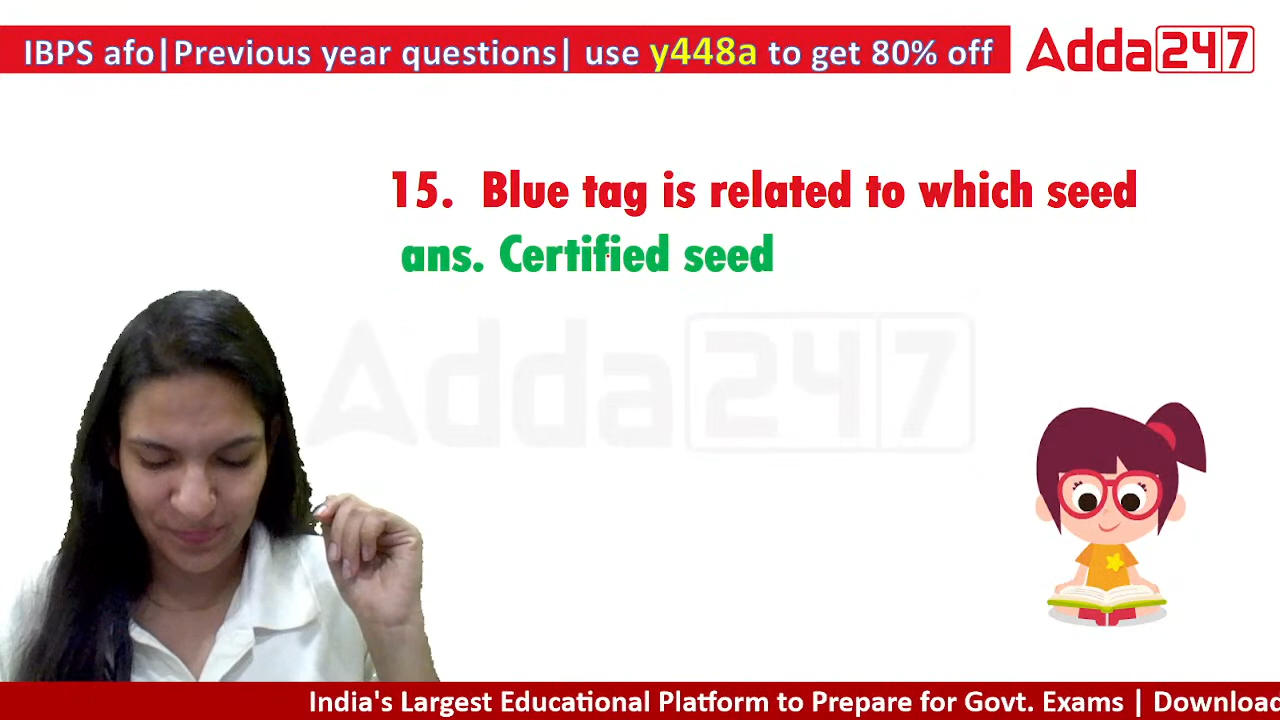 IBPS afo|Previous year questions| use y448a to get 80% off
Adda247
15. Blue tag is related to which seed
ans. Certified seed
Adda247
India's Largest Educational Platform to Prepare for Govt. Exams | Download